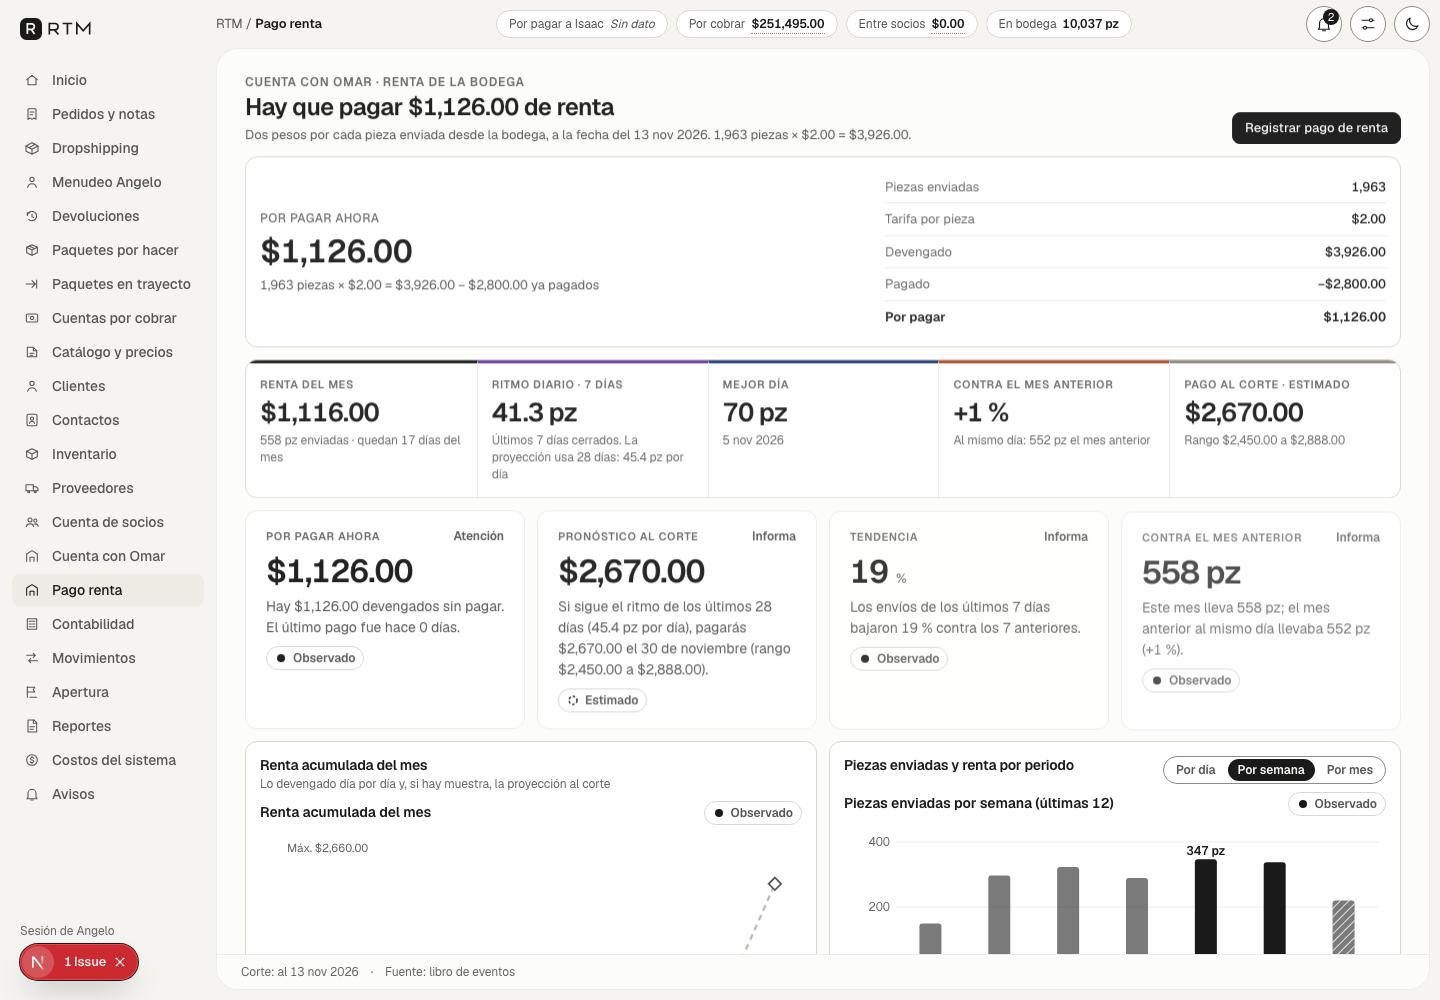 RTM
RTM / Pago renta
Por pagar a Isaac Sin dato
Por cobrar $251,495.00
Entre socios $0.00
En bodega 10,037 pz
2
Inicio
Pedidos y notas
Dropshipping
Menudeo Angelo
Devoluciones
Paquetes por hacer
Paquetes en trayecto
Cuentas por cobrar
Catálogo y precios
Clientes
Contactos
Inventario
Proveedores
Cuenta de socios
Cuenta con Omar
Pago renta
Contabilidad
Movimientos
Apertura
Reportes
Costos del sistema
Avisos
Sesión de Angelo
N 1 Issue
CUENTA CON OMAR · RENTA DE LA BODEGA
Hay que pagar $1,126.00 de renta
Dos pesos por cada pieza enviada desde la bodega, a la fecha del 13 nov 2026. 1,963 piezas × $2.00 = $3,926.00.
Registrar pago de renta
POR PAGAR AHORA
$1,126.00
1,963 piezas × $2.00 = $3,926.00 − $2,800.00 ya pagados
Piezas enviadas 1,963
Tarifa por pieza $2.00
Devengado $3,926.00
Pagado −$2,800.00
Por pagar $1,126.00
RENTA DEL MES
$1,116.00
558 pz enviadas · quedan 17 días del
mes
RITMO DIARIO · 7 DÍAS
41.3 pz
Últimos 7 días cerrados. La
proyección usa 28 días: 45.4 pz por
día
MEJOR DÍA
70 pz
5 nov 2026
CONTRA EL MES ANTERIOR
+1 %
Al mismo día: 552 pz el mes anterior
PAGO AL CORTE · ESTIMADO
$2,670.00
Rango $2,450.00 a $2,888.00
POR PAGAR AHORA Atención
$1,126.00
Hay $1,126.00 devengados sin pagar.
El último pago fue hace 0 días.
Observado
PRONÓSTICO AL CORTE Informa
$2,670.00
Si sigue el ritmo de los últimos 28
días (45.4 pz por día), pagarás
$2,670.00 el 30 de noviembre (rango
$2,450.00 a $2,888.00).
Estimado
TENDENCIA Informa
19 %
Los envíos de los últimos 7 días
bajaron 19 % contra los 7 anteriores.
Observado
CONTRA EL MES ANTERIOR Informa
558 pz
Este mes lleva 558 pz; el mes
anterior al mismo día llevaba 552 pz
(+1 %).
Observado
Renta acumulada del mes
Lo devengado día por día y, si hay muestra, la proyección al corte
Renta acumulada del mes Observado
Máx. $2,660.00
Piezas enviadas y renta por periodo
Por día Por semana Por mes
Piezas enviadas por semana (últimas 12) Observado
400
347 pz
200
Corte: al 13 nov 2026 · Fuente: libro de eventos